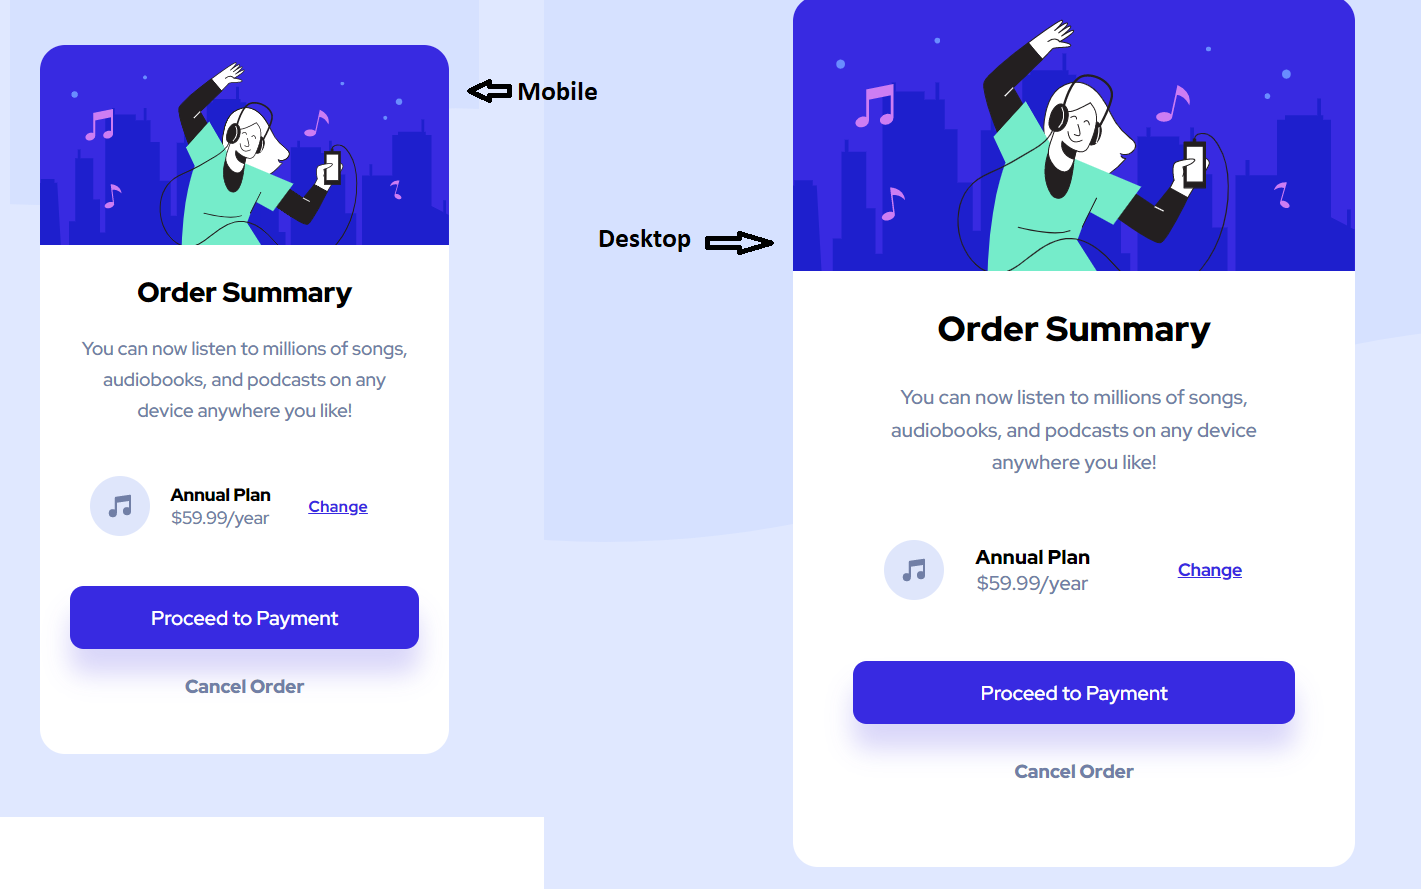 Mobile
Order Summary
You can now listen to millions of songs,
audiobooks, and podcasts on any
device anywhere you like!
Annual Plan
$59.99/year
Change
Proceed to Payment
Cancel Order
Desktop
Order Summary
You can now listen to millions of songs,
audiobooks, and podcasts on any device
anywhere you like!
Annual Plan
$59.99/year
Change
Proceed to Payment
Cancel Order